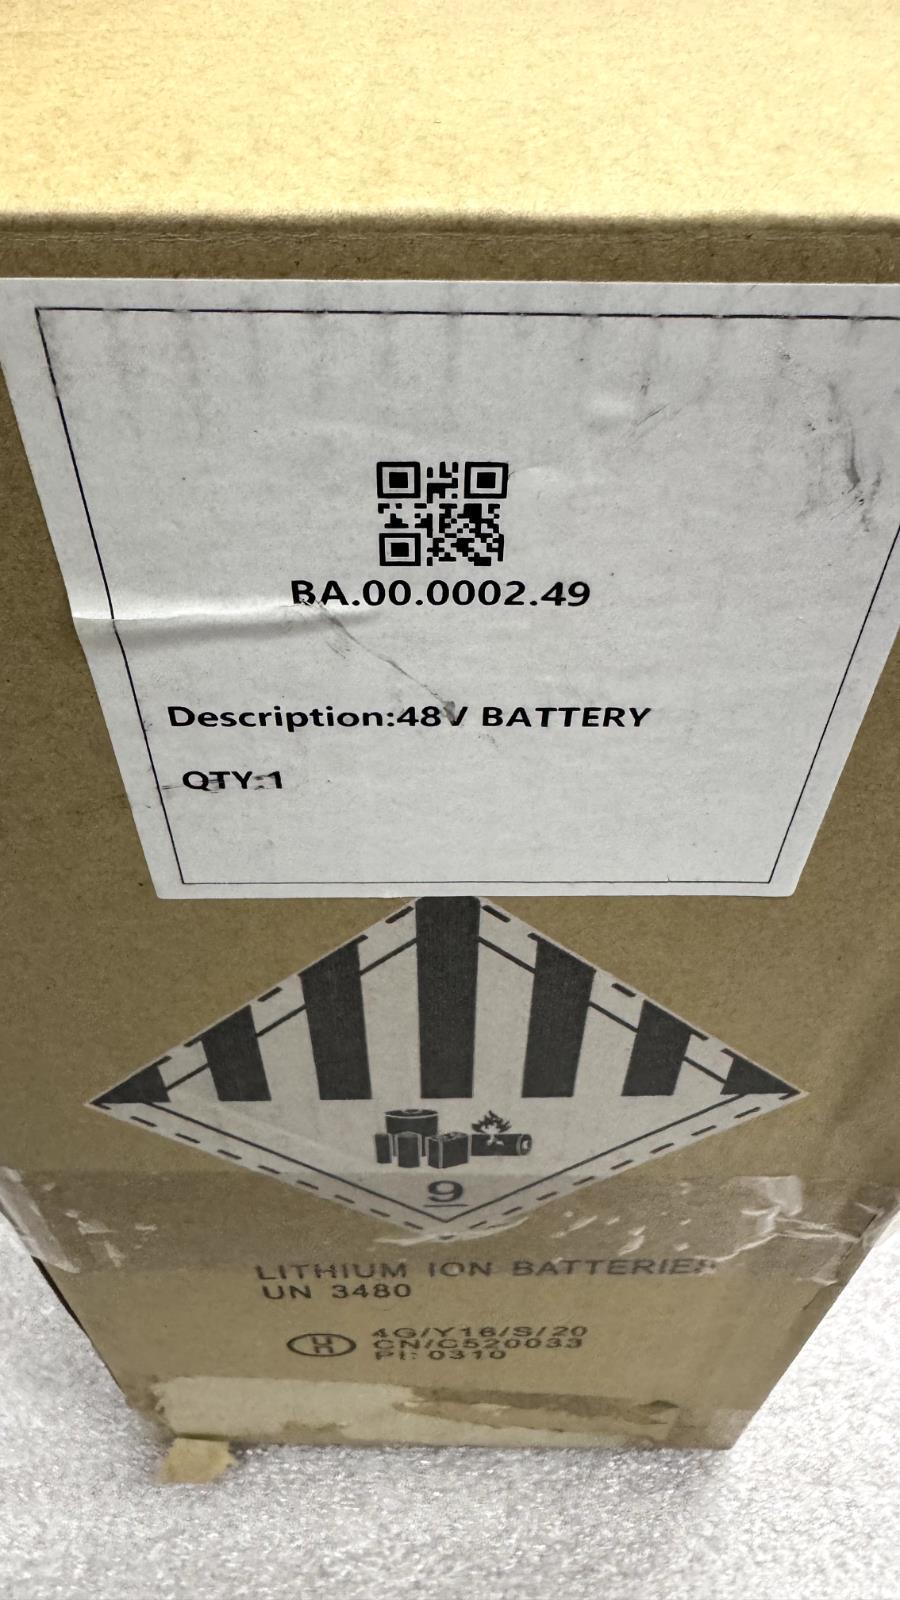 BA.00.0002.49
Description:48V BATTERY
QTY:1
9
LITHIUM ION BATTERIES
UN 3480
un
4G/Y16/S/20
CN/C520033
PI: 0310